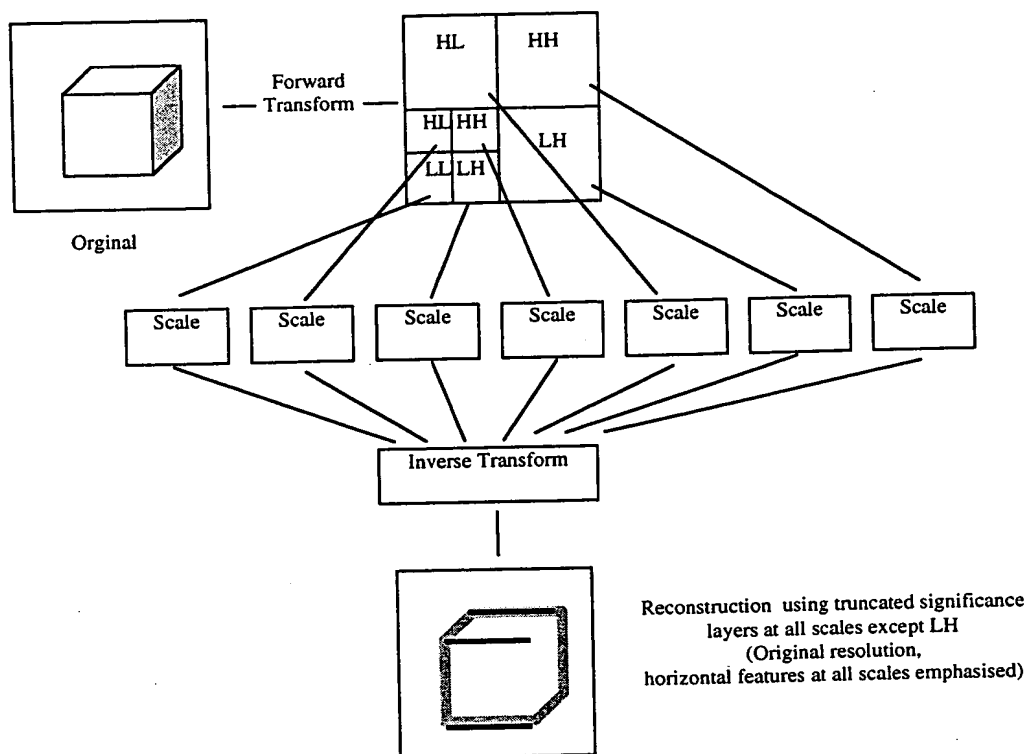 HL HH
Forward
Transform
HL HH
LH
LL LH
Orginal
Scale Scale Scale Scale Scale Scale Scale
Inverse Transform
Reconstruction using truncated significance
layers at all scales except LH
(Original resolution,
horizontal features at all scales emphasised)